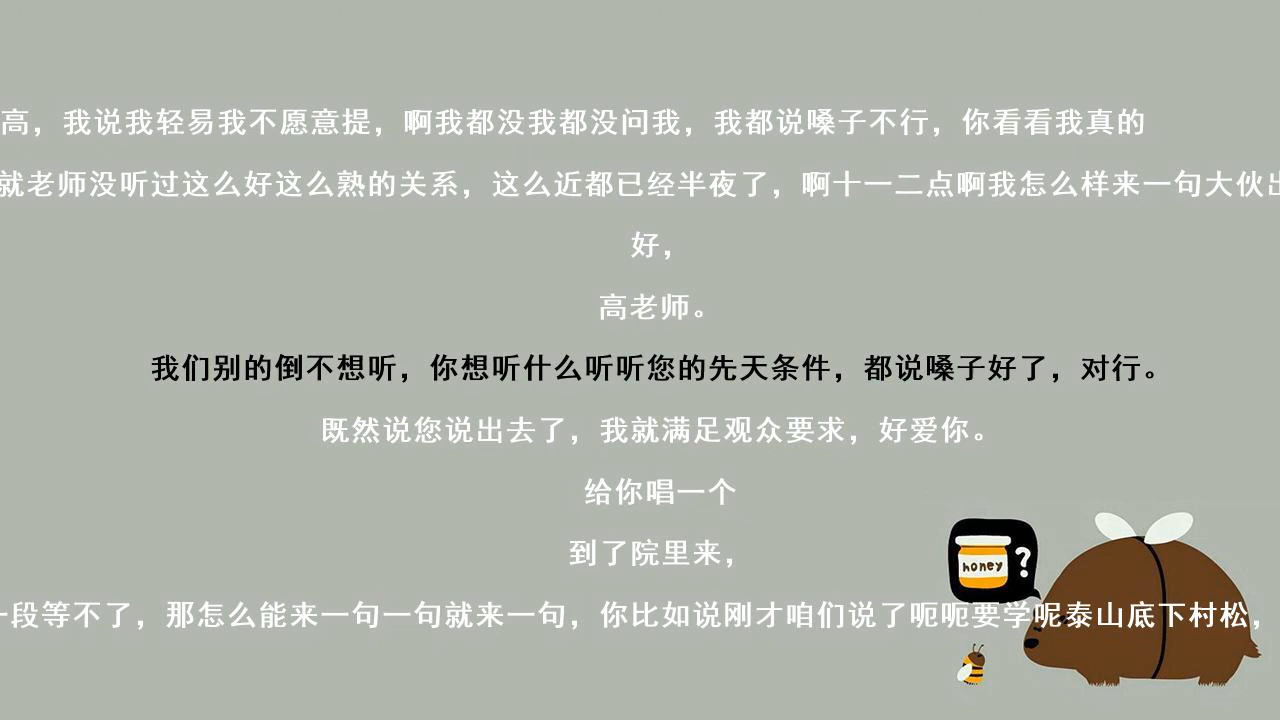 高，我说我轻易我不愿意提，啊我都没我都没问我，我都说嗓子不行，你看看我真的
就老师没听过这么好这么熟的关系，这么近都已经半夜了，啊十一二点啊我怎么样来一句大伙出
好，
高老师。
我们别的倒不想听，你想听什么听听您的先天条件，都说嗓子好了，对行。
既然说您说出去了，我就满足观众要求，好爱你。
给你唱一个
到了院里来，
一段等不了，那怎么能来一句一句就来一句，你比如说刚才咱们说了呃呃要学呢泰山底下村松，
honey
?